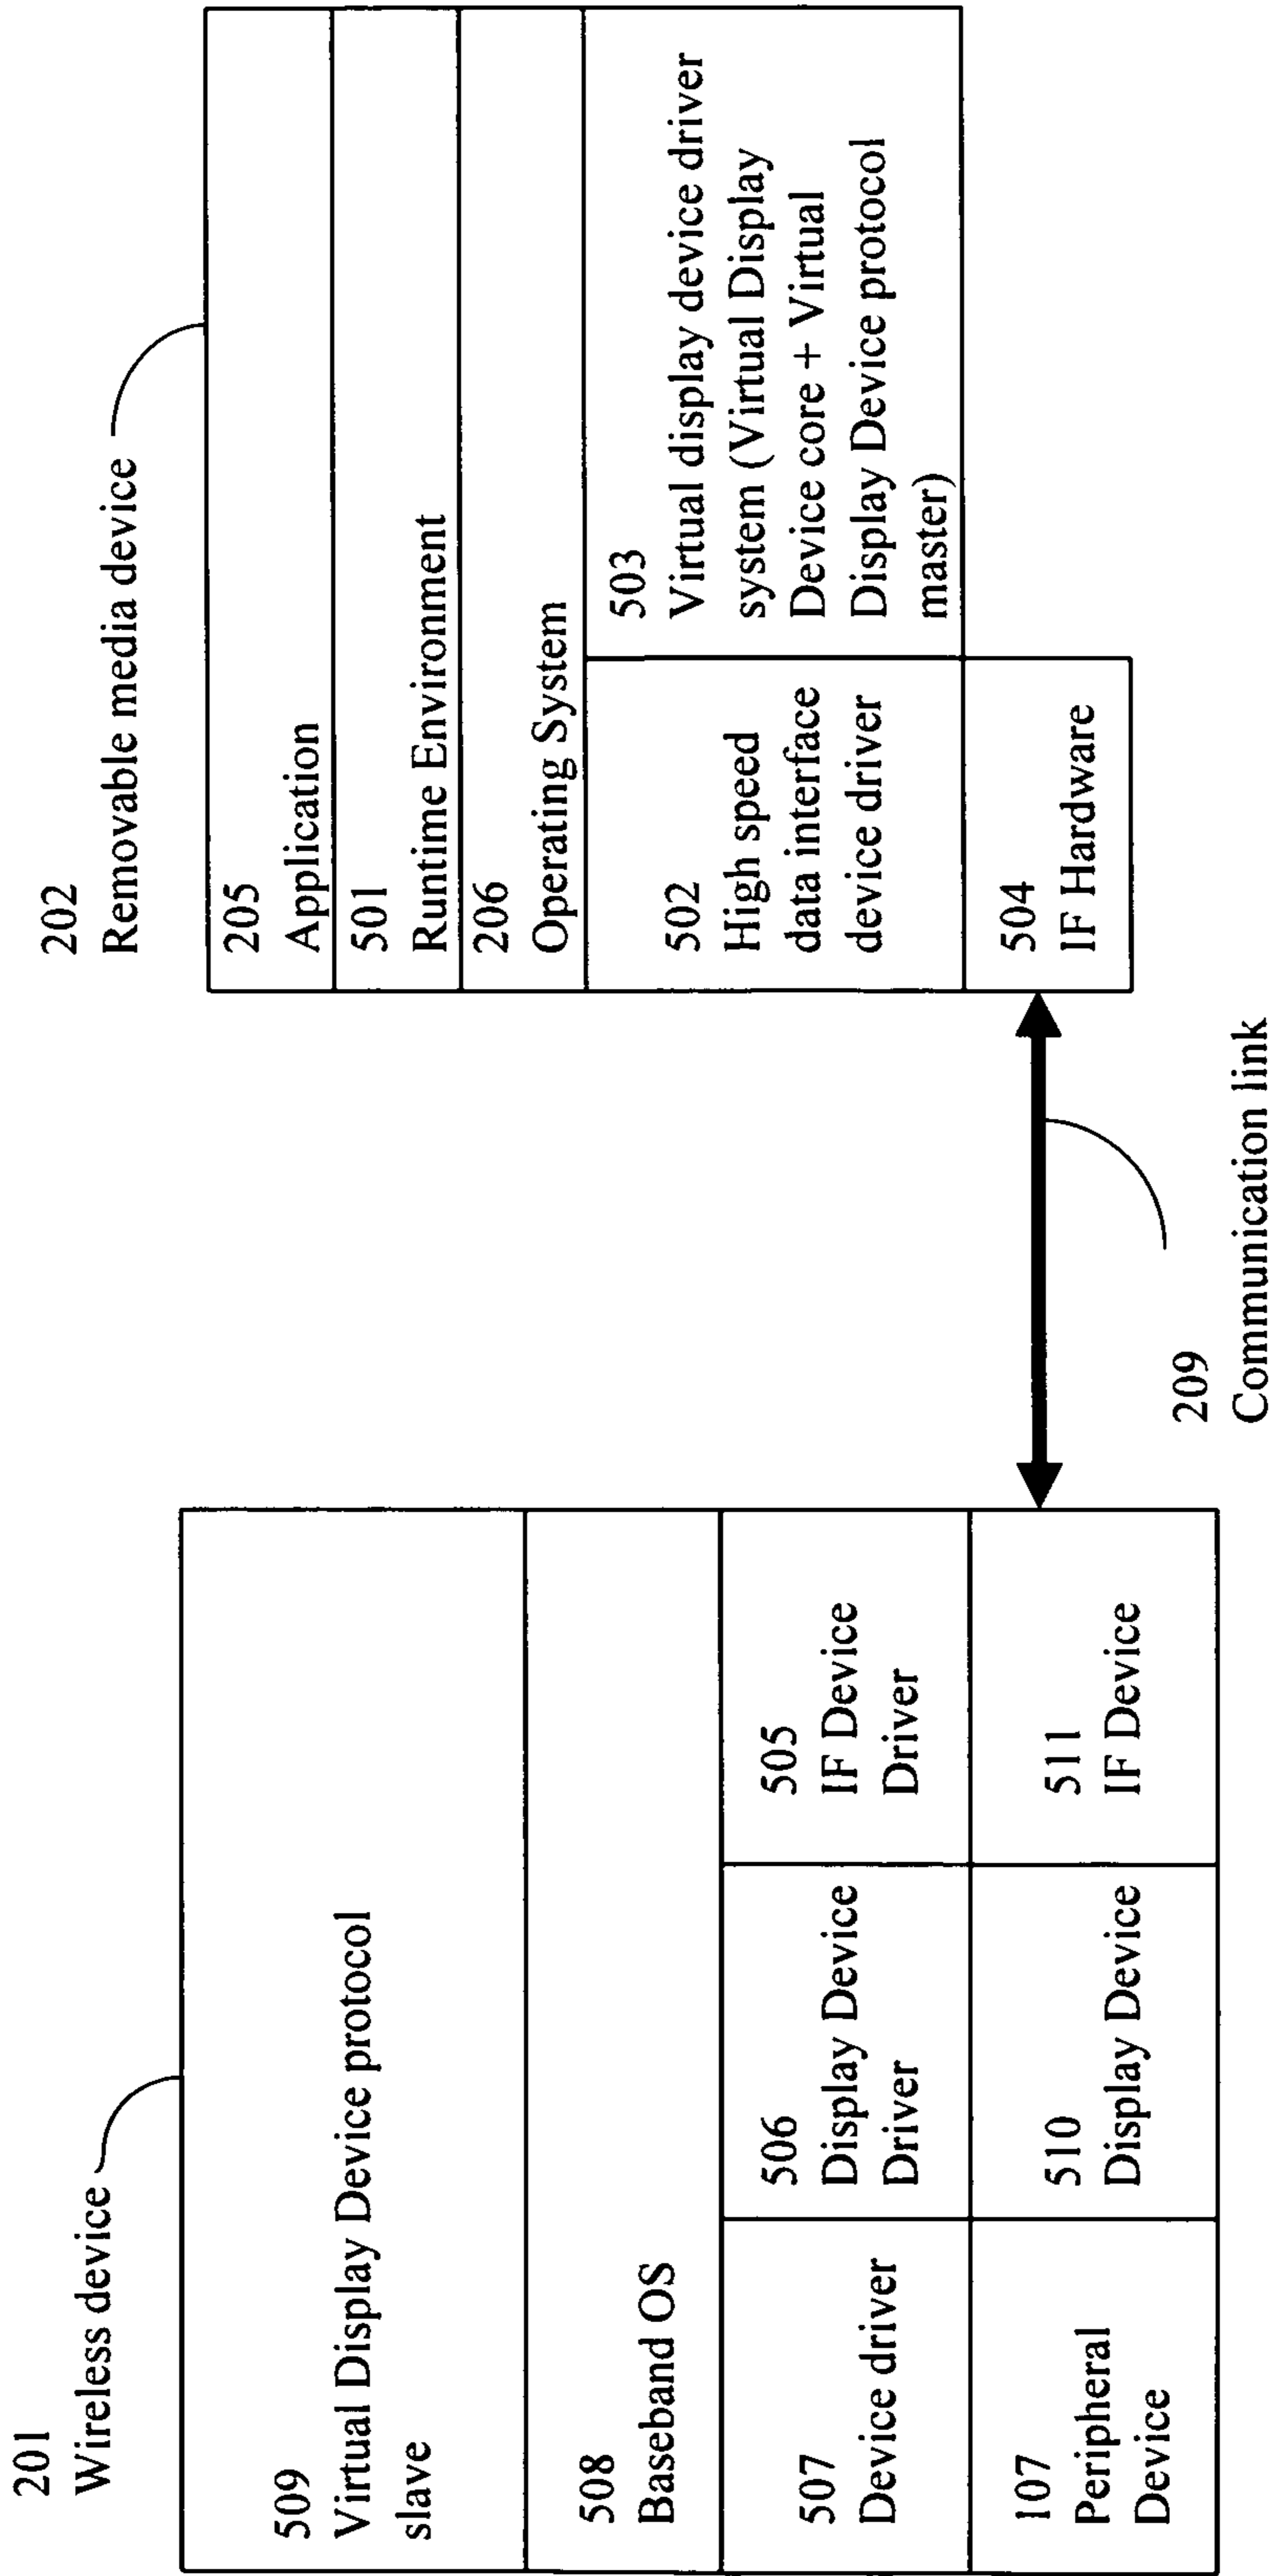 201
Wireless device
509
Virtual Display Device protocol
slave
508
Baseband OS
507
Device driver
506
Display Device
Driver
505
IF Device
Driver
107
Peripheral
Device
510
Display Device
511
IF Device
209
Communication link
202
Removable media device
205
Application
501
Runtime Environment
206
Operating System
502
High speed
data interface
device driver
503
Virtual display device driver
system (Virtual Display
Device core + Virtual
Display Device protocol
master)
504
IF Hardware